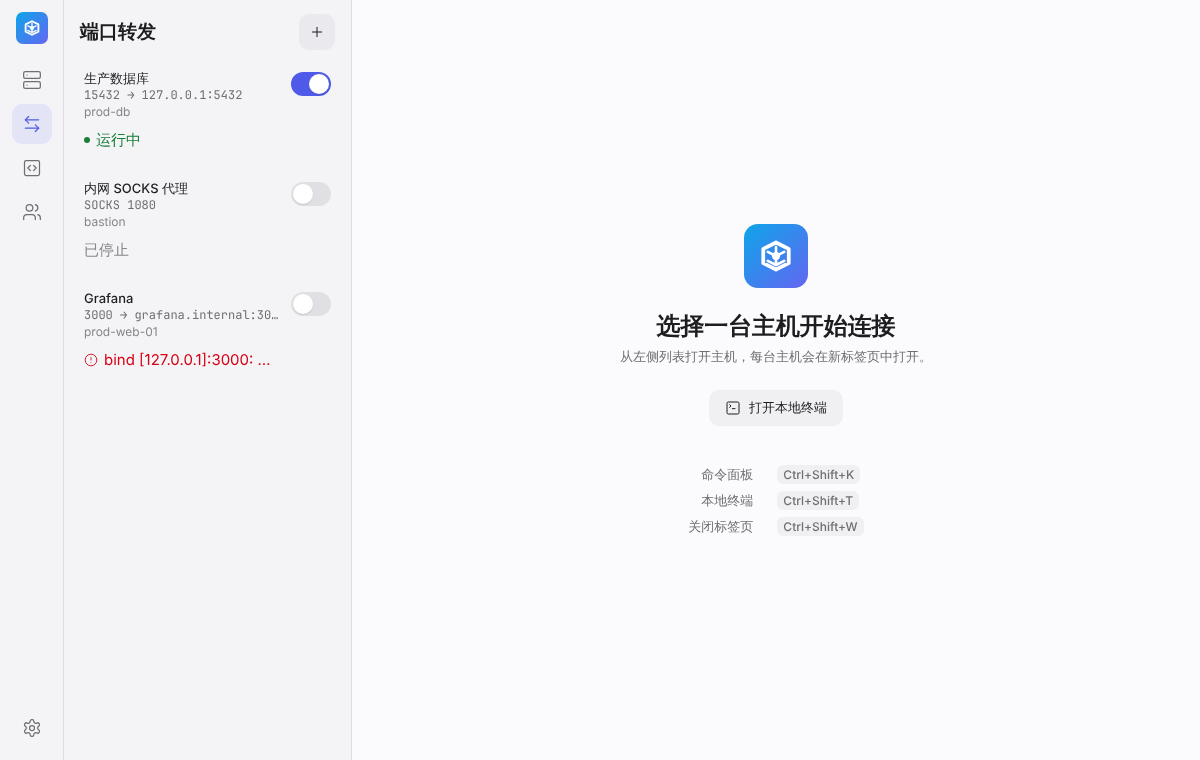 端口转发
生产数据库
15432 → 127.0.0.1:5432
prod-db
运行中
内网 SOCKS 代理
SOCKS 1080
bastion
已停止
Grafana
3000 → grafana.internal:30…
prod-web-01
bind [127.0.0.1]:3000: ...
选择一台主机开始连接
从左侧列表打开主机，每台主机会在新标签页中打开。
打开本地终端
命令面板 Ctrl+Shift+K
本地终端 Ctrl+Shift+T
关闭标签页 Ctrl+Shift+W